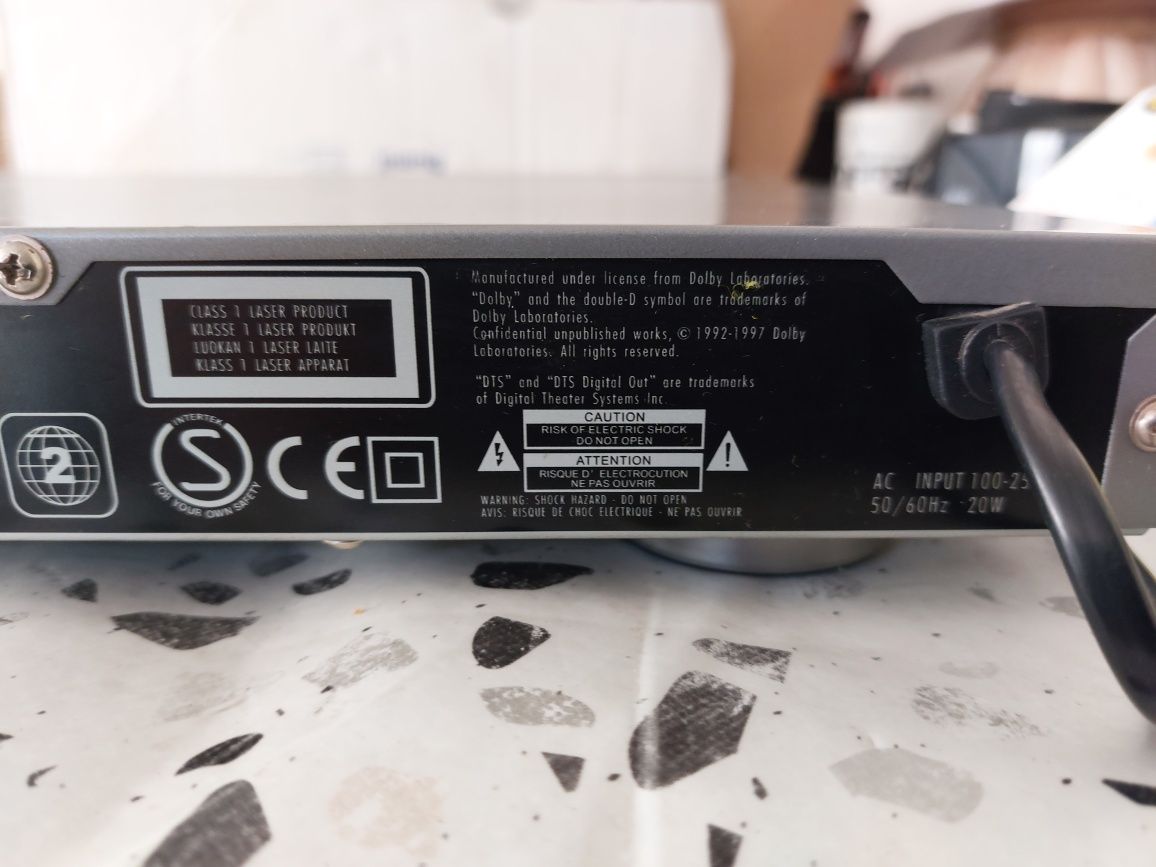 CLASS 1 LASER PRODUCT
KLASSE 1 LASER PRODUKT
LUOKAN 1 LASER LAITE
KLASS 1 LASER APPARAT
Manufactured under license from Dolby Laboratories.
"Dolby" and the double-D symbol are trademarks of
Dolby Laboratories.
Confidential unpublished works, © 1992-1997 Dolby
Laboratories. All rights reserved.
"DTS" and "DTS Digital Out" are trademarks
of Digital Theater Systems Inc.
2
INTERTEK
S
FOR YOUR OWN SAFETY
CE
CAUTION
RISK OF ELECTRIC SHOCK
DO NOT OPEN
ATTENTION
RISQUE D' ELECTROCUTION
NE PAS OUVRIR
!
WARNING: SHOCK HAZARD - DO NOT OPEN
AVIS: RISQUE DE CHOC ELECTRIQUE - NE PAS OUVRIR
AC INPUT 100-25
50/60Hz 20W